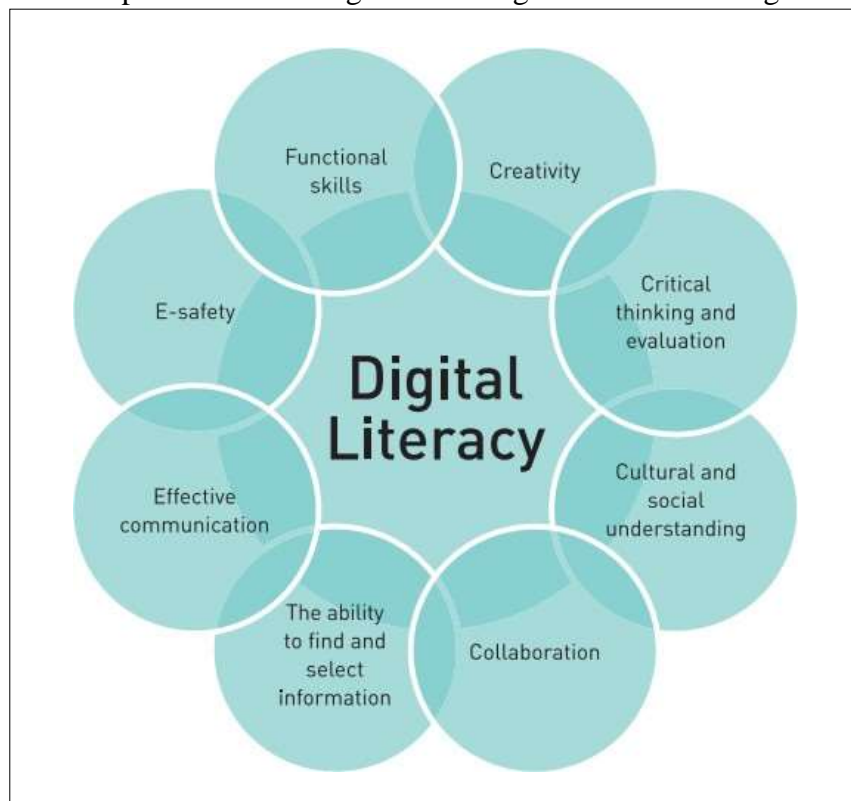 Functional
skills
Creativity
Critical
thinking and
evaluation
E-safety
Digital
Literacy
Cultural and
social
understanding
Effective
communication
The ability
to find and
select
information
Collaboration